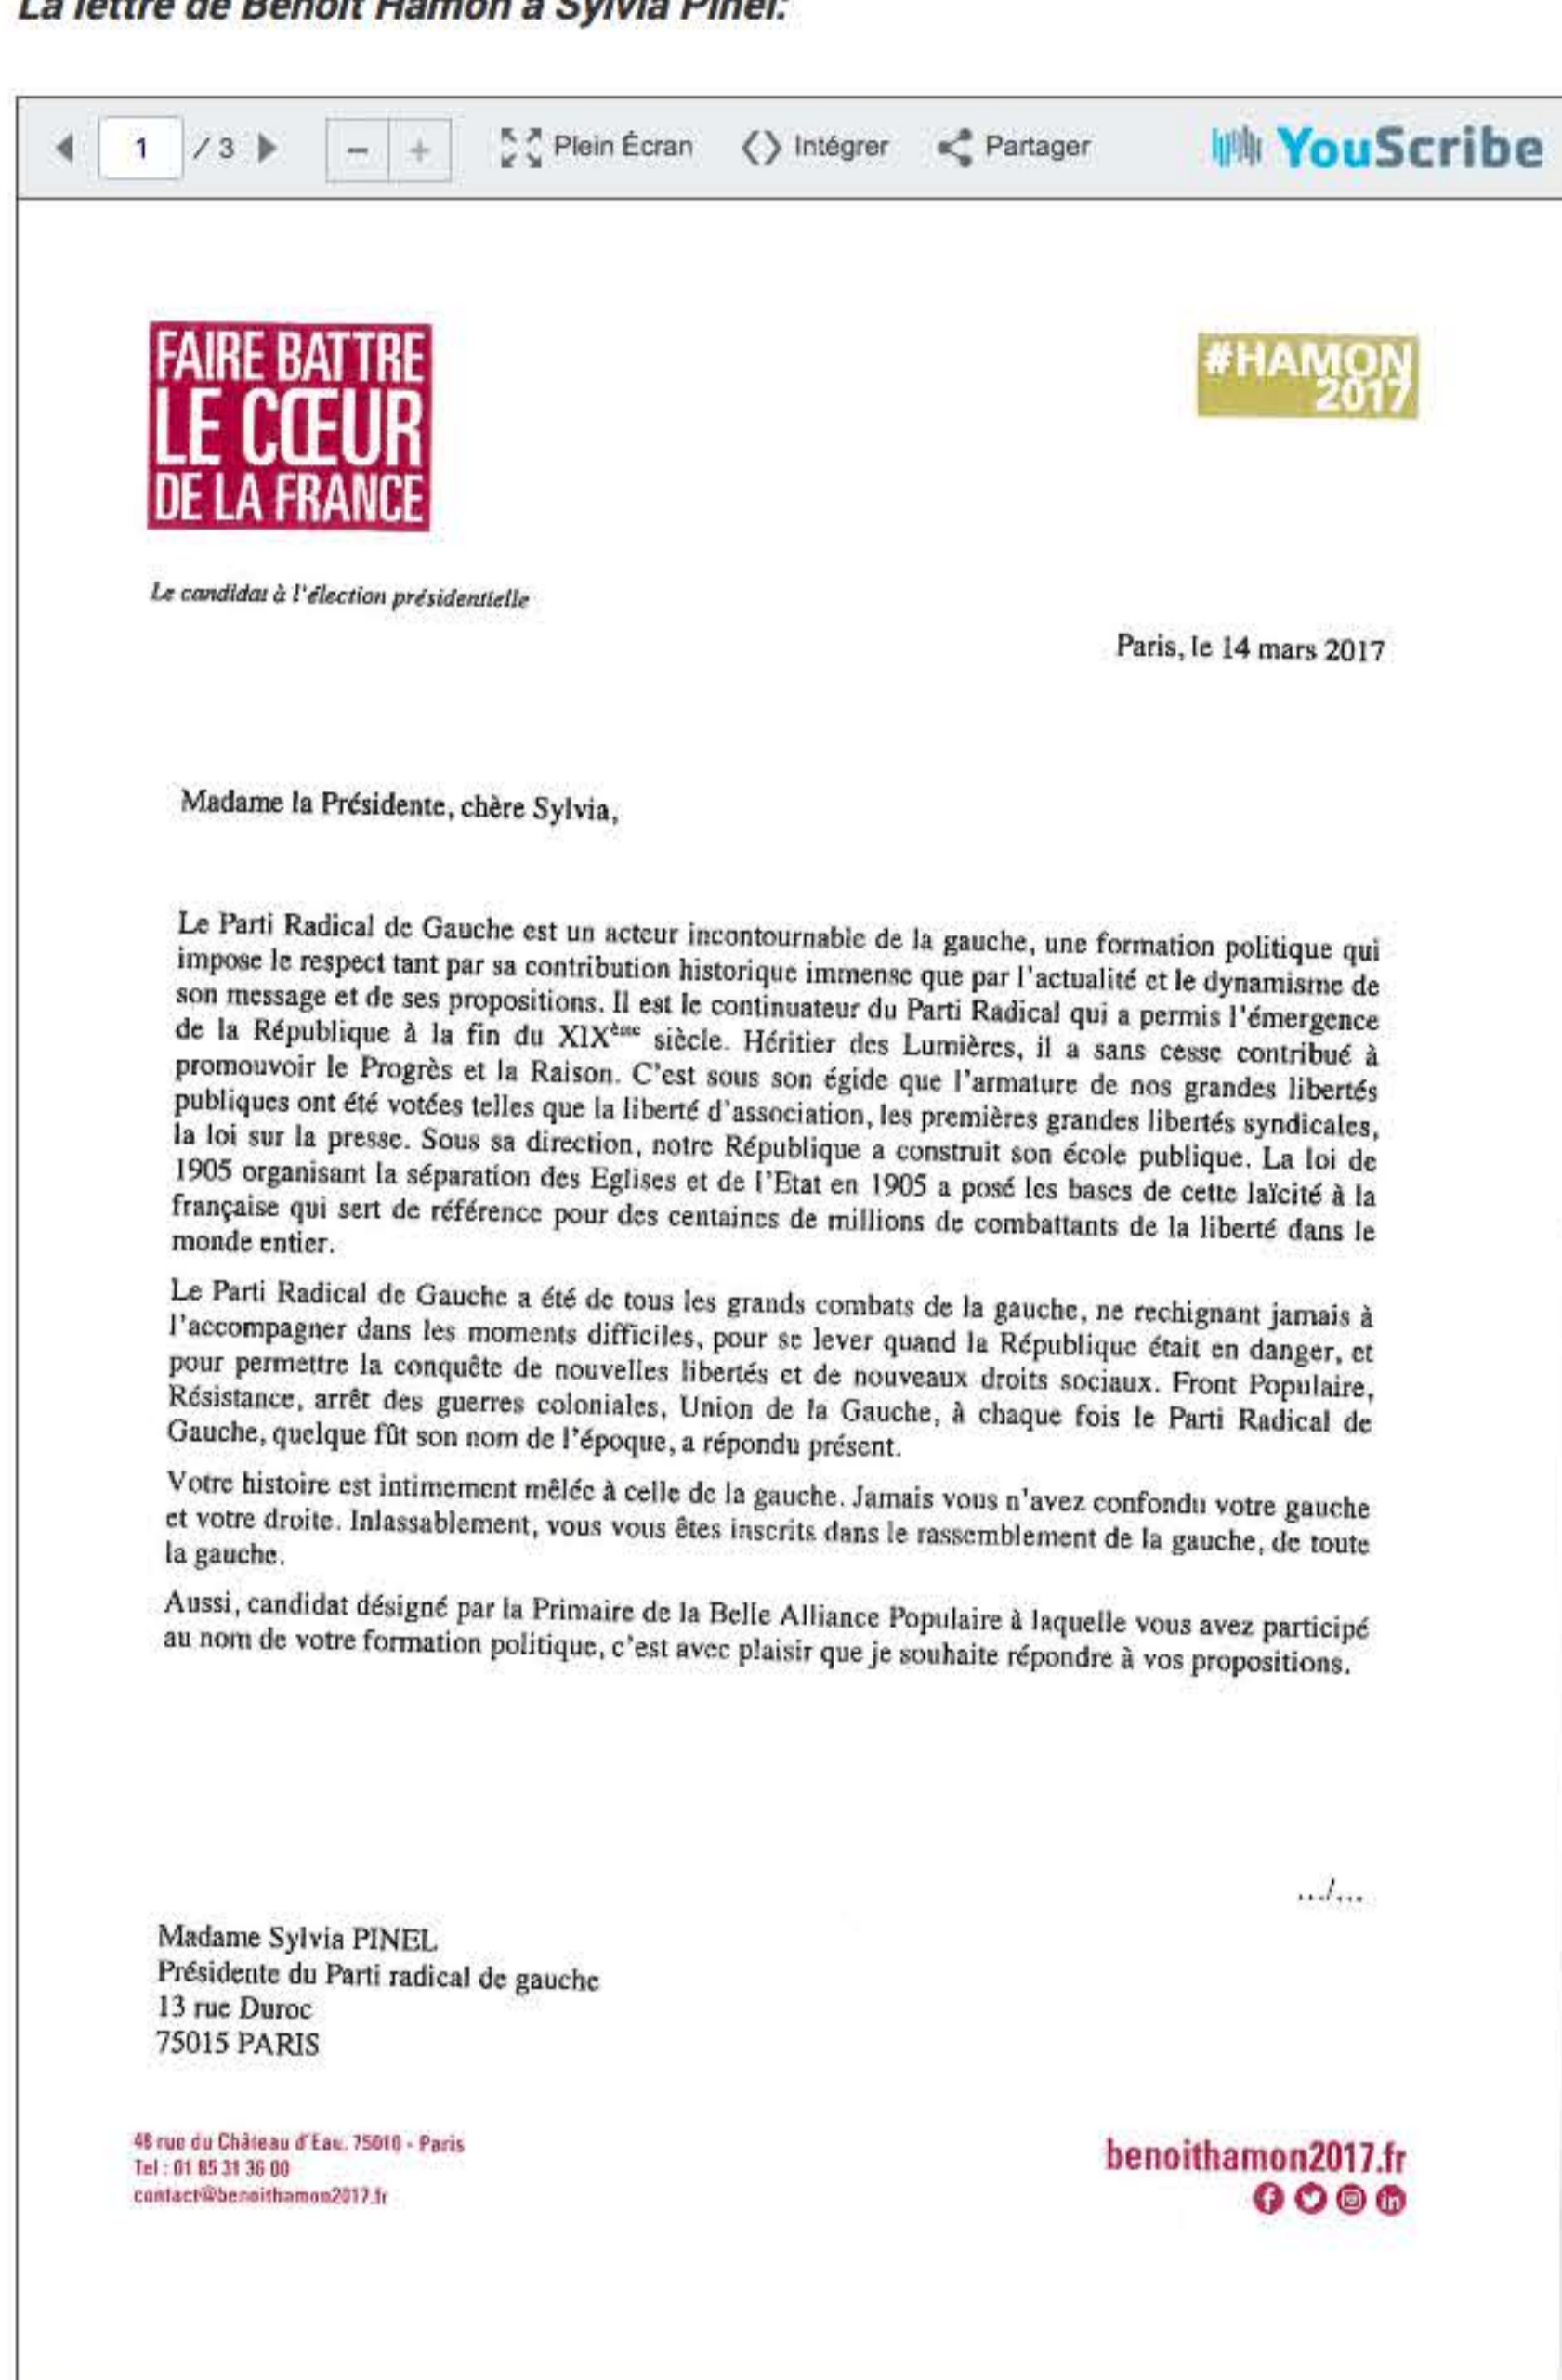 La lettre de Benoît Hamon à Sylvia Pinel:
1 / 3 - + Plein Écran Intégrer Partager YouScribe
FAIRE BATTRE
LE CŒUR
DE LA FRANCE
#HAMON
2017
Le candidat à l'élection présidentielle
Paris, le 14 mars 2017
Madame la Présidente, chère Sylvia,
Le Parti Radical de Gauche est un acteur incontournable de la gauche, une formation politique qui
impose le respect tant par sa contribution historique immense que par l'actualité et le dynamisme de
son message et de ses propositions. Il est le continuateur du Parti Radical qui a permis l'émergence
de la République à la fin du XIXème siècle. Héritier des Lumières, il a sans cesse contribué à
promouvoir le Progrès et la Raison. C'est sous son égide que l'armature de nos grandes libertés
publiques ont été votées telles que la liberté d'association, les premières grandes libertés syndicales,
la loi sur la presse. Sous sa direction, notre République a construit son école publique. La loi de
1905 organisant la séparation des Eglises et de l'Etat en 1905 a posé les bases de cette laïcité à la
française qui sert de référence pour des centaines de millions de combattants de la liberté dans le
monde entier.
Le Parti Radical de Gauche a été de tous les grands combats de la gauche, ne rechignant jamais à
l'accompagner dans les moments difficiles, pour se lever quand la République était en danger, et
pour permettre la conquête de nouvelles libertés et de nouveaux droits sociaux. Front Populaire,
Résistance, arrêt des guerres coloniales, Union de la Gauche, à chaque fois le Parti Radical de
Gauche, quelque fût son nom de l'époque, a répondu présent.
Votre histoire est intimement mêlée à celle de la gauche. Jamais vous n'avez confondu votre gauche
et votre droite. Inlassablement, vous vous êtes inscrits dans le rassemblement de la gauche, de toute
la gauche.
Aussi, candidat désigné par la Primaire de la Belle Alliance Populaire à laquelle vous avez participé
au nom de votre formation politique, c'est avec plaisir que je souhaite répondre à vos propositions.
.../...
Madame Sylvia PINEL
Présidente du Parti radical de gauche
13 rue Duroc
75015 PARIS
48 rue du Château d'Eau. 75010 - Paris
Tel : 01 85 31 36 00
contact@benoithamon2017.fr
benoithamon2017.fr